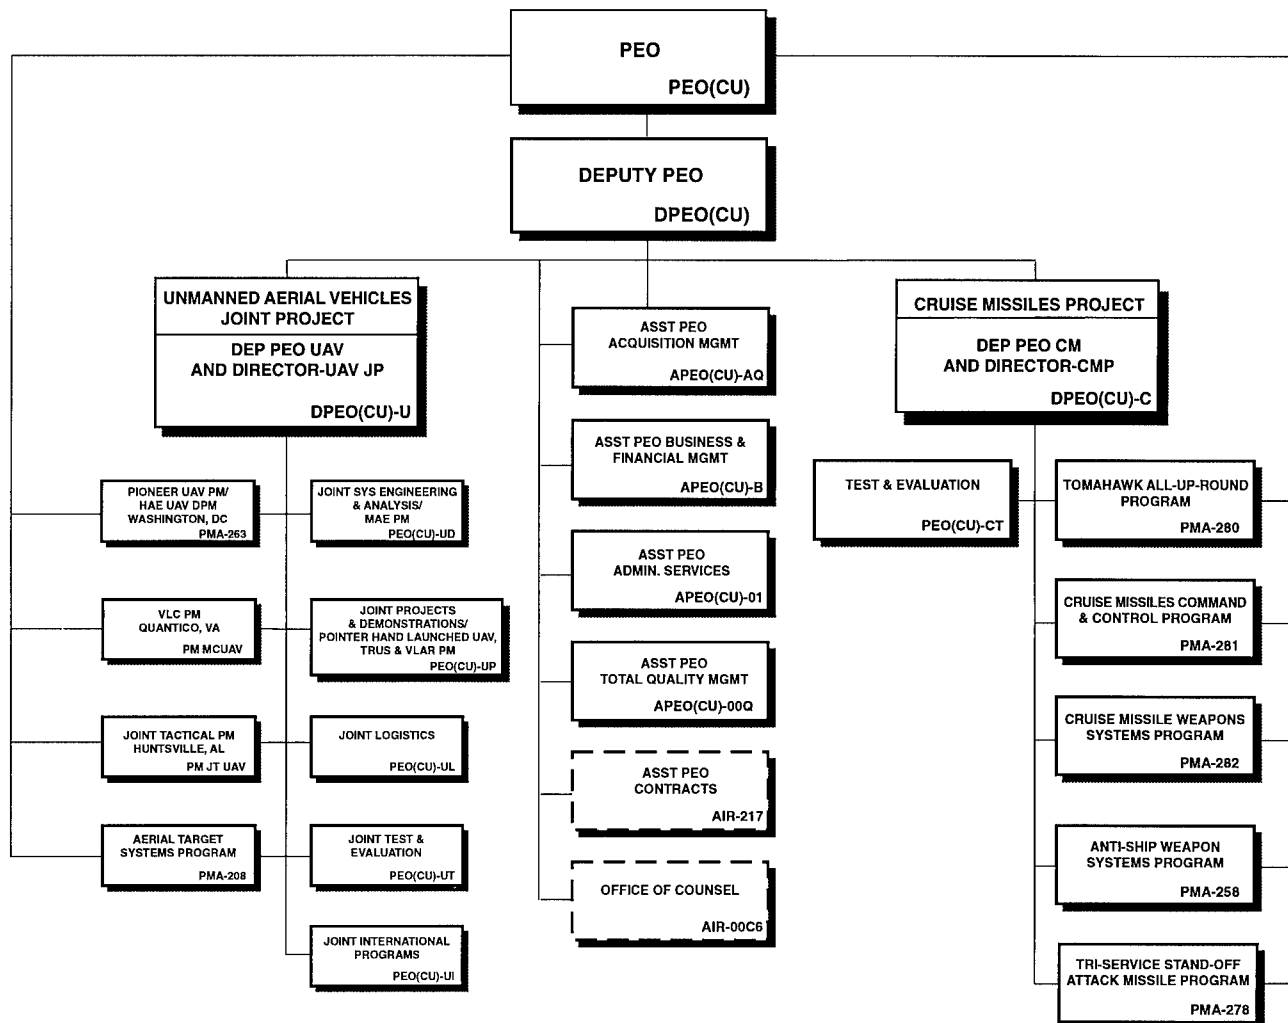 PEO
PEO(CU)
DEPUTY PEO
DPEO(CU)
UNMANNED AERIAL VEHICLES
JOINT PROJECT
DEP PEO UAV
AND DIRECTOR-UAV JP
DPEO(CU)-U
PIONEER UAV PM/
HAE UAV DPM
WASHINGTON, DC
PMA-263
JOINT SYS ENGINEERING
& ANALYSIS/
MAE PM
PEO(CU)-UD
VLC PM
QUANTICO, VA
PM MCUAV
JOINT PROJECTS
& DEMONSTRATIONS/
POINTER HAND LAUNCHED UAV,
TRUS & VLAR PM
PEO(CU)-UP
JOINT TACTICAL PM
HUNTSVILLE, AL
PM JT UAV
JOINT LOGISTICS
PEO(CU)-UL
AERIAL TARGET
SYSTEMS PROGRAM
PMA-208
JOINT TEST &
EVALUATION
PEO(CU)-UT
JOINT INTERNATIONAL
PROGRAMS
PEO(CU)-UI
ASST PEO
ACQUISITION MGMT
APEO(CU)-AQ
ASST PEO BUSINESS &
FINANCIAL MGMT
APEO(CU)-B
ASST PEO
ADMIN. SERVICES
APEO(CU)-01
ASST PEO
TOTAL QUALITY MGMT
APEO(CU)-00Q
ASST PEO
CONTRACTS
AIR-217
OFFICE OF COUNSEL
AIR-00C6
CRUISE MISSILES PROJECT
DEP PEO CM
AND DIRECTOR-CMP
DPEO(CU)-C
TEST & EVALUATION
PEO(CU)-CT
TOMAHAWK ALL-UP-ROUND
PROGRAM
PMA-280
CRUISE MISSILES COMMAND
& CONTROL PROGRAM
PMA-281
CRUISE MISSILE WEAPONS
SYSTEMS PROGRAM
PMA-282
ANTI-SHIP WEAPON
SYSTEMS PROGRAM
PMA-258
TRI-SERVICE STAND-OFF
ATTACK MISSILE PROGRAM
PMA-278